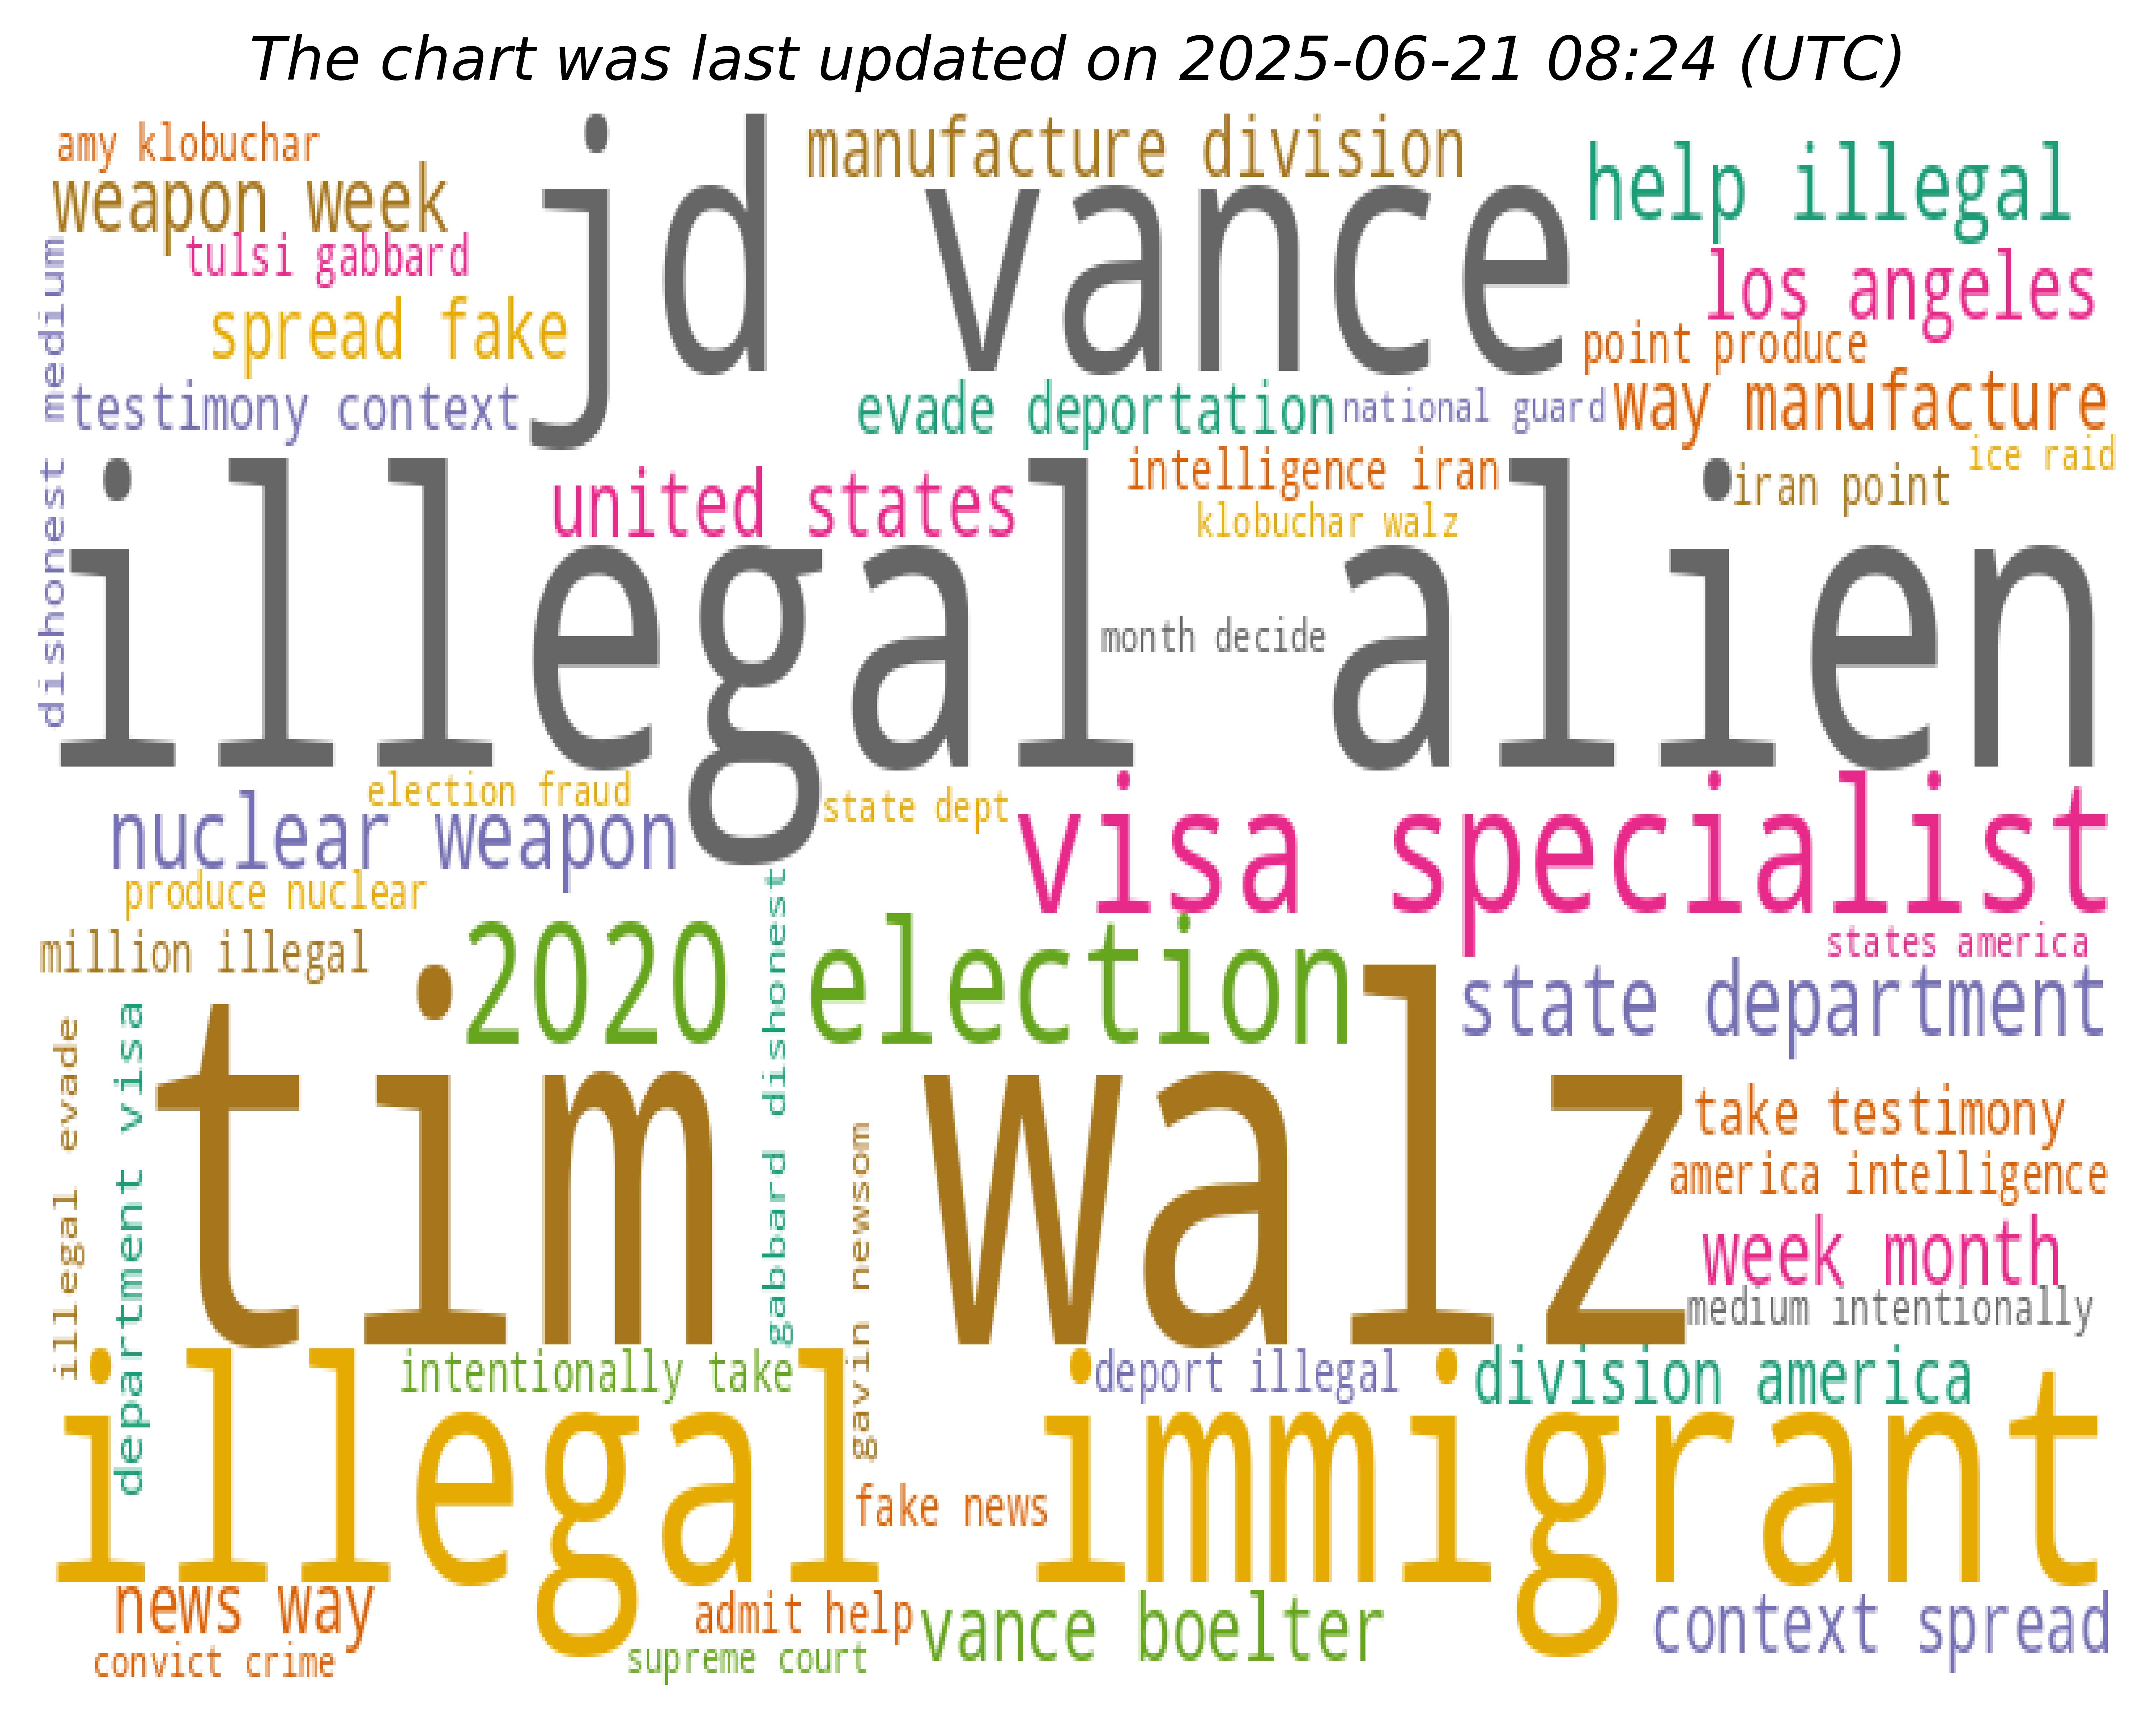 The chart was last updated on 2025-06-21 08:24 (UTC)
amy klobuchar
manufacture division
jd vance
help illegal
weapon week
tulsi gabbard
los angeles
spread fake
point produce
medium
testimony context
evade deportation
national guard
way manufacture
ice raid
intelligence iran
iran point
united states
klobuchar walz
dishonest
illegal alien
month decide
election fraud
state dept
nuclear weapon
visa specialist
produce nuclear
2020 election
million illegal
states america
state department
gabbard dishonest
tim walz
illegal evade
department visa
take testimony
america intelligence
gavin newsom
week month
medium intentionally
intentionally take
deport illegal
division america
illegal immigrant
fake news
news way
admit help
vance boelter
context spread
convict crime
supreme court